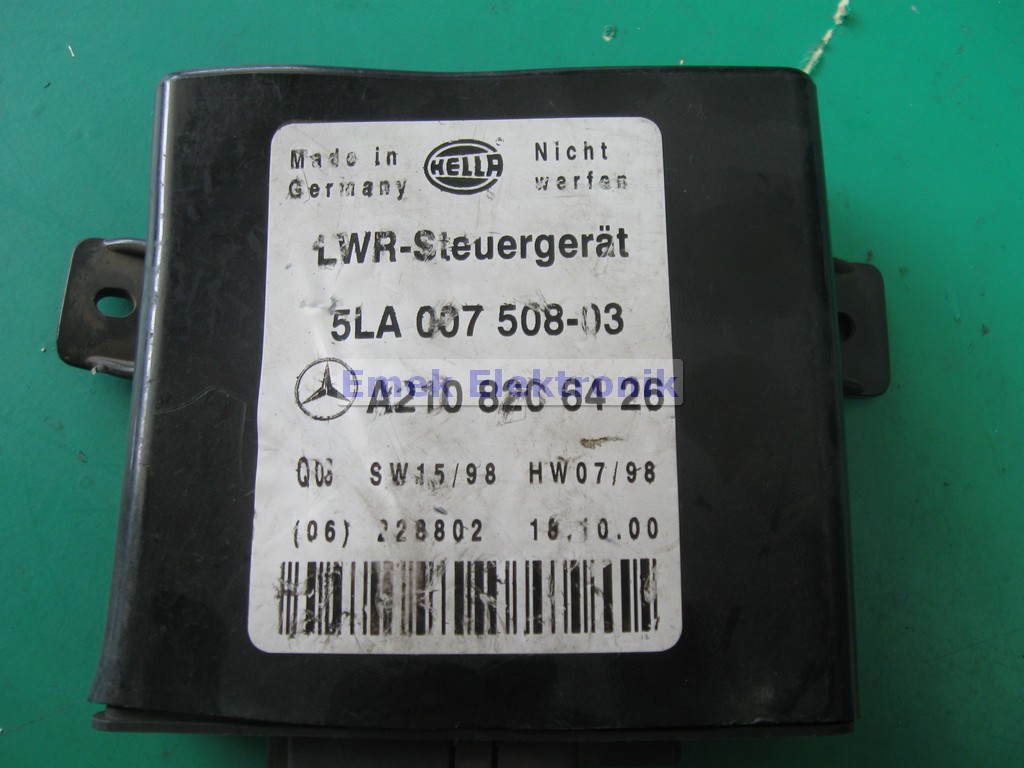 Made in
Germany
HELLA
Nicht
werfen
LWR-Steuergerät
5LA 007 508-03
Emek Elektronik
A210 820 64 26
Q03 SW15/98 HW07/98
(06) 228802 18.10.00